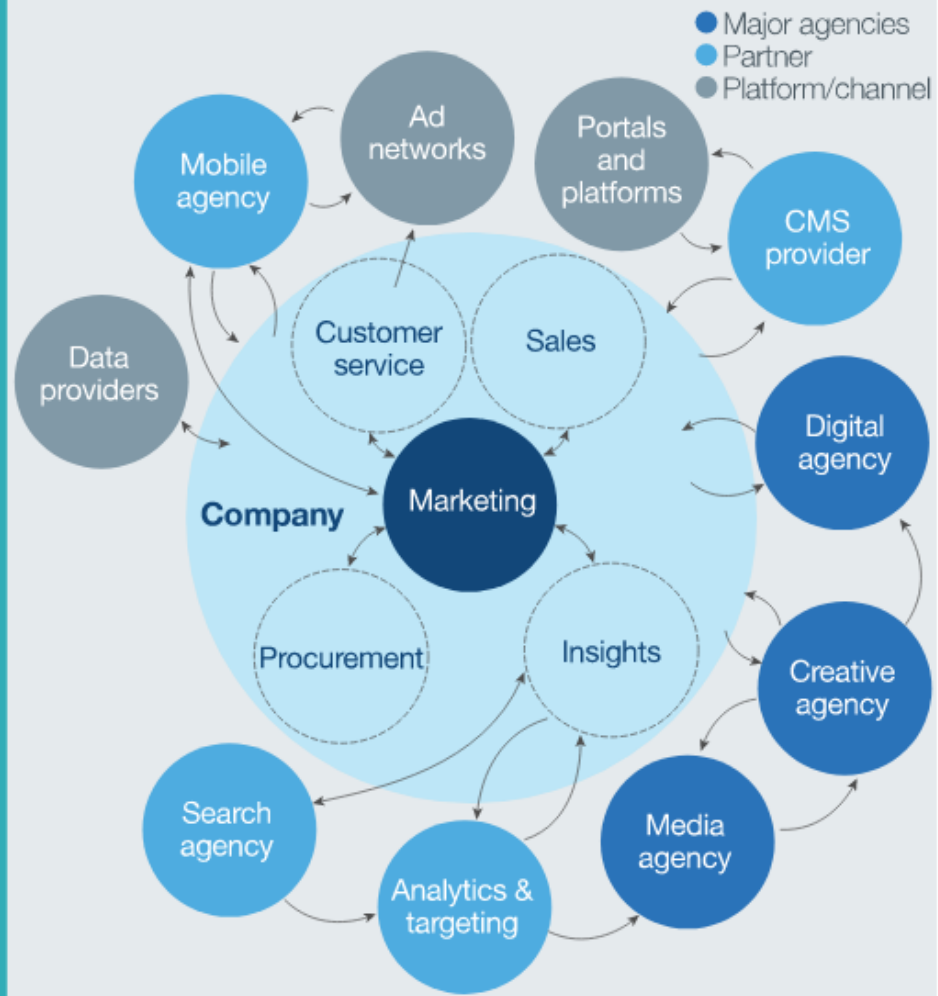 Major agencies
Partner
Platform/channel
Ad
networks
Portals
and
platforms
Mobile
agency
CMS
provider
Customer
service
Sales
Data
providers
Digital
agency
Marketing
Company
Procurement
Insights
Creative
agency
Search
agency
Media
agency
Analytics &
targeting